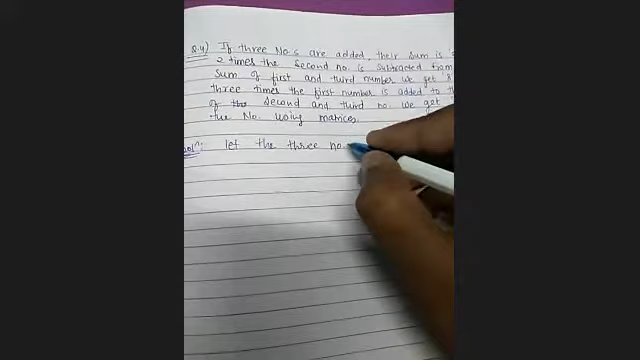 Q.4) If three No.s are added, their sum is
2 times the second no. is subtracted from
sum of first and third number we get 8
three times the first number is added to
of the second and third no. we get
the No. using matrices.
Solⁿ: let the three no.